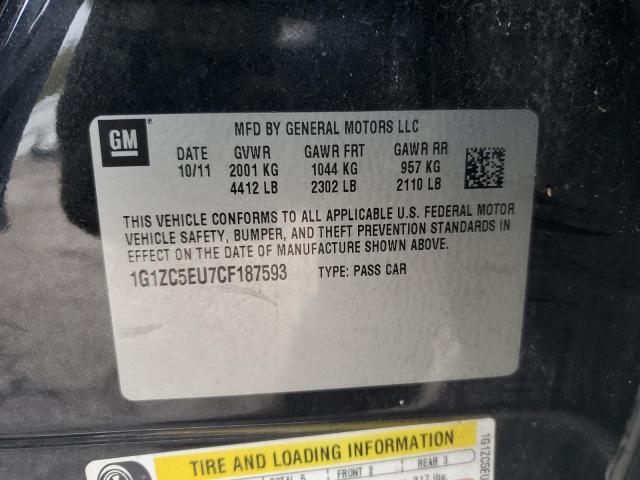 GM
MFD BY GENERAL MOTORS LLC
DATE GVWR GAWR FRT GAWR RR
10/11 2001 KG 1044 KG 957 KG
4412 LB 2302 LB 2110 LB
THIS VEHICLE CONFORMS TO ALL APPLICABLE U.S. FEDERAL MOTOR
VEHICLE SAFETY, BUMPER, AND THEFT PREVENTION STANDARDS IN
EFFECT ON THE DATE OF MANUFACTURE SHOWN ABOVE.
1G1ZC5EU7CF187593 TYPE: PASS CAR
TIRE AND LOADING INFORMATION
FRONT 2 REAR 3
1G1ZC5EU